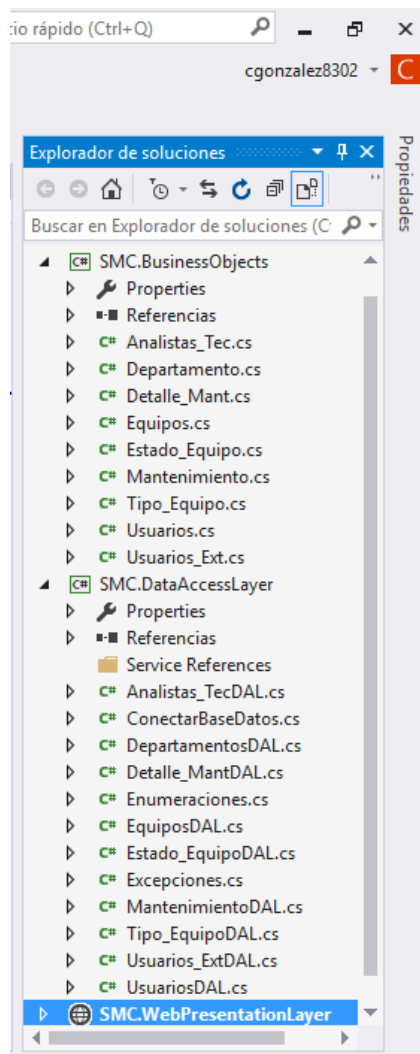 io rápido (Ctrl+Q)
cgonzalez8302
C
Explorador de soluciones
Propiedades
Buscar en Explorador de soluciones (C
C# SMC.BusinessObjects
Properties
Referencias
C# Analistas_Tec.cs
C# Departamento.cs
C# Detalle_Mant.cs
C# Equipos.cs
C# Estado_Equipo.cs
C# Mantenimiento.cs
C# Tipo_Equipo.cs
C# Usuarios.cs
C# Usuarios_Ext.cs
C# SMC.DataAccessLayer
Properties
Referencias
Service References
C# Analistas_TecDAL.cs
C# ConectarBaseDatos.cs
C# DepartamentosDAL.cs
C# Detalle_MantDAL.cs
C# Enumeraciones.cs
C# EquiposDAL.cs
C# Estado_EquipoDAL.cs
C# Excepciones.cs
C# MantenimientoDAL.cs
C# Tipo_EquipoDAL.cs
C# Usuarios_ExtDAL.cs
C# UsuariosDAL.cs
SMC.WebPresentationLayer